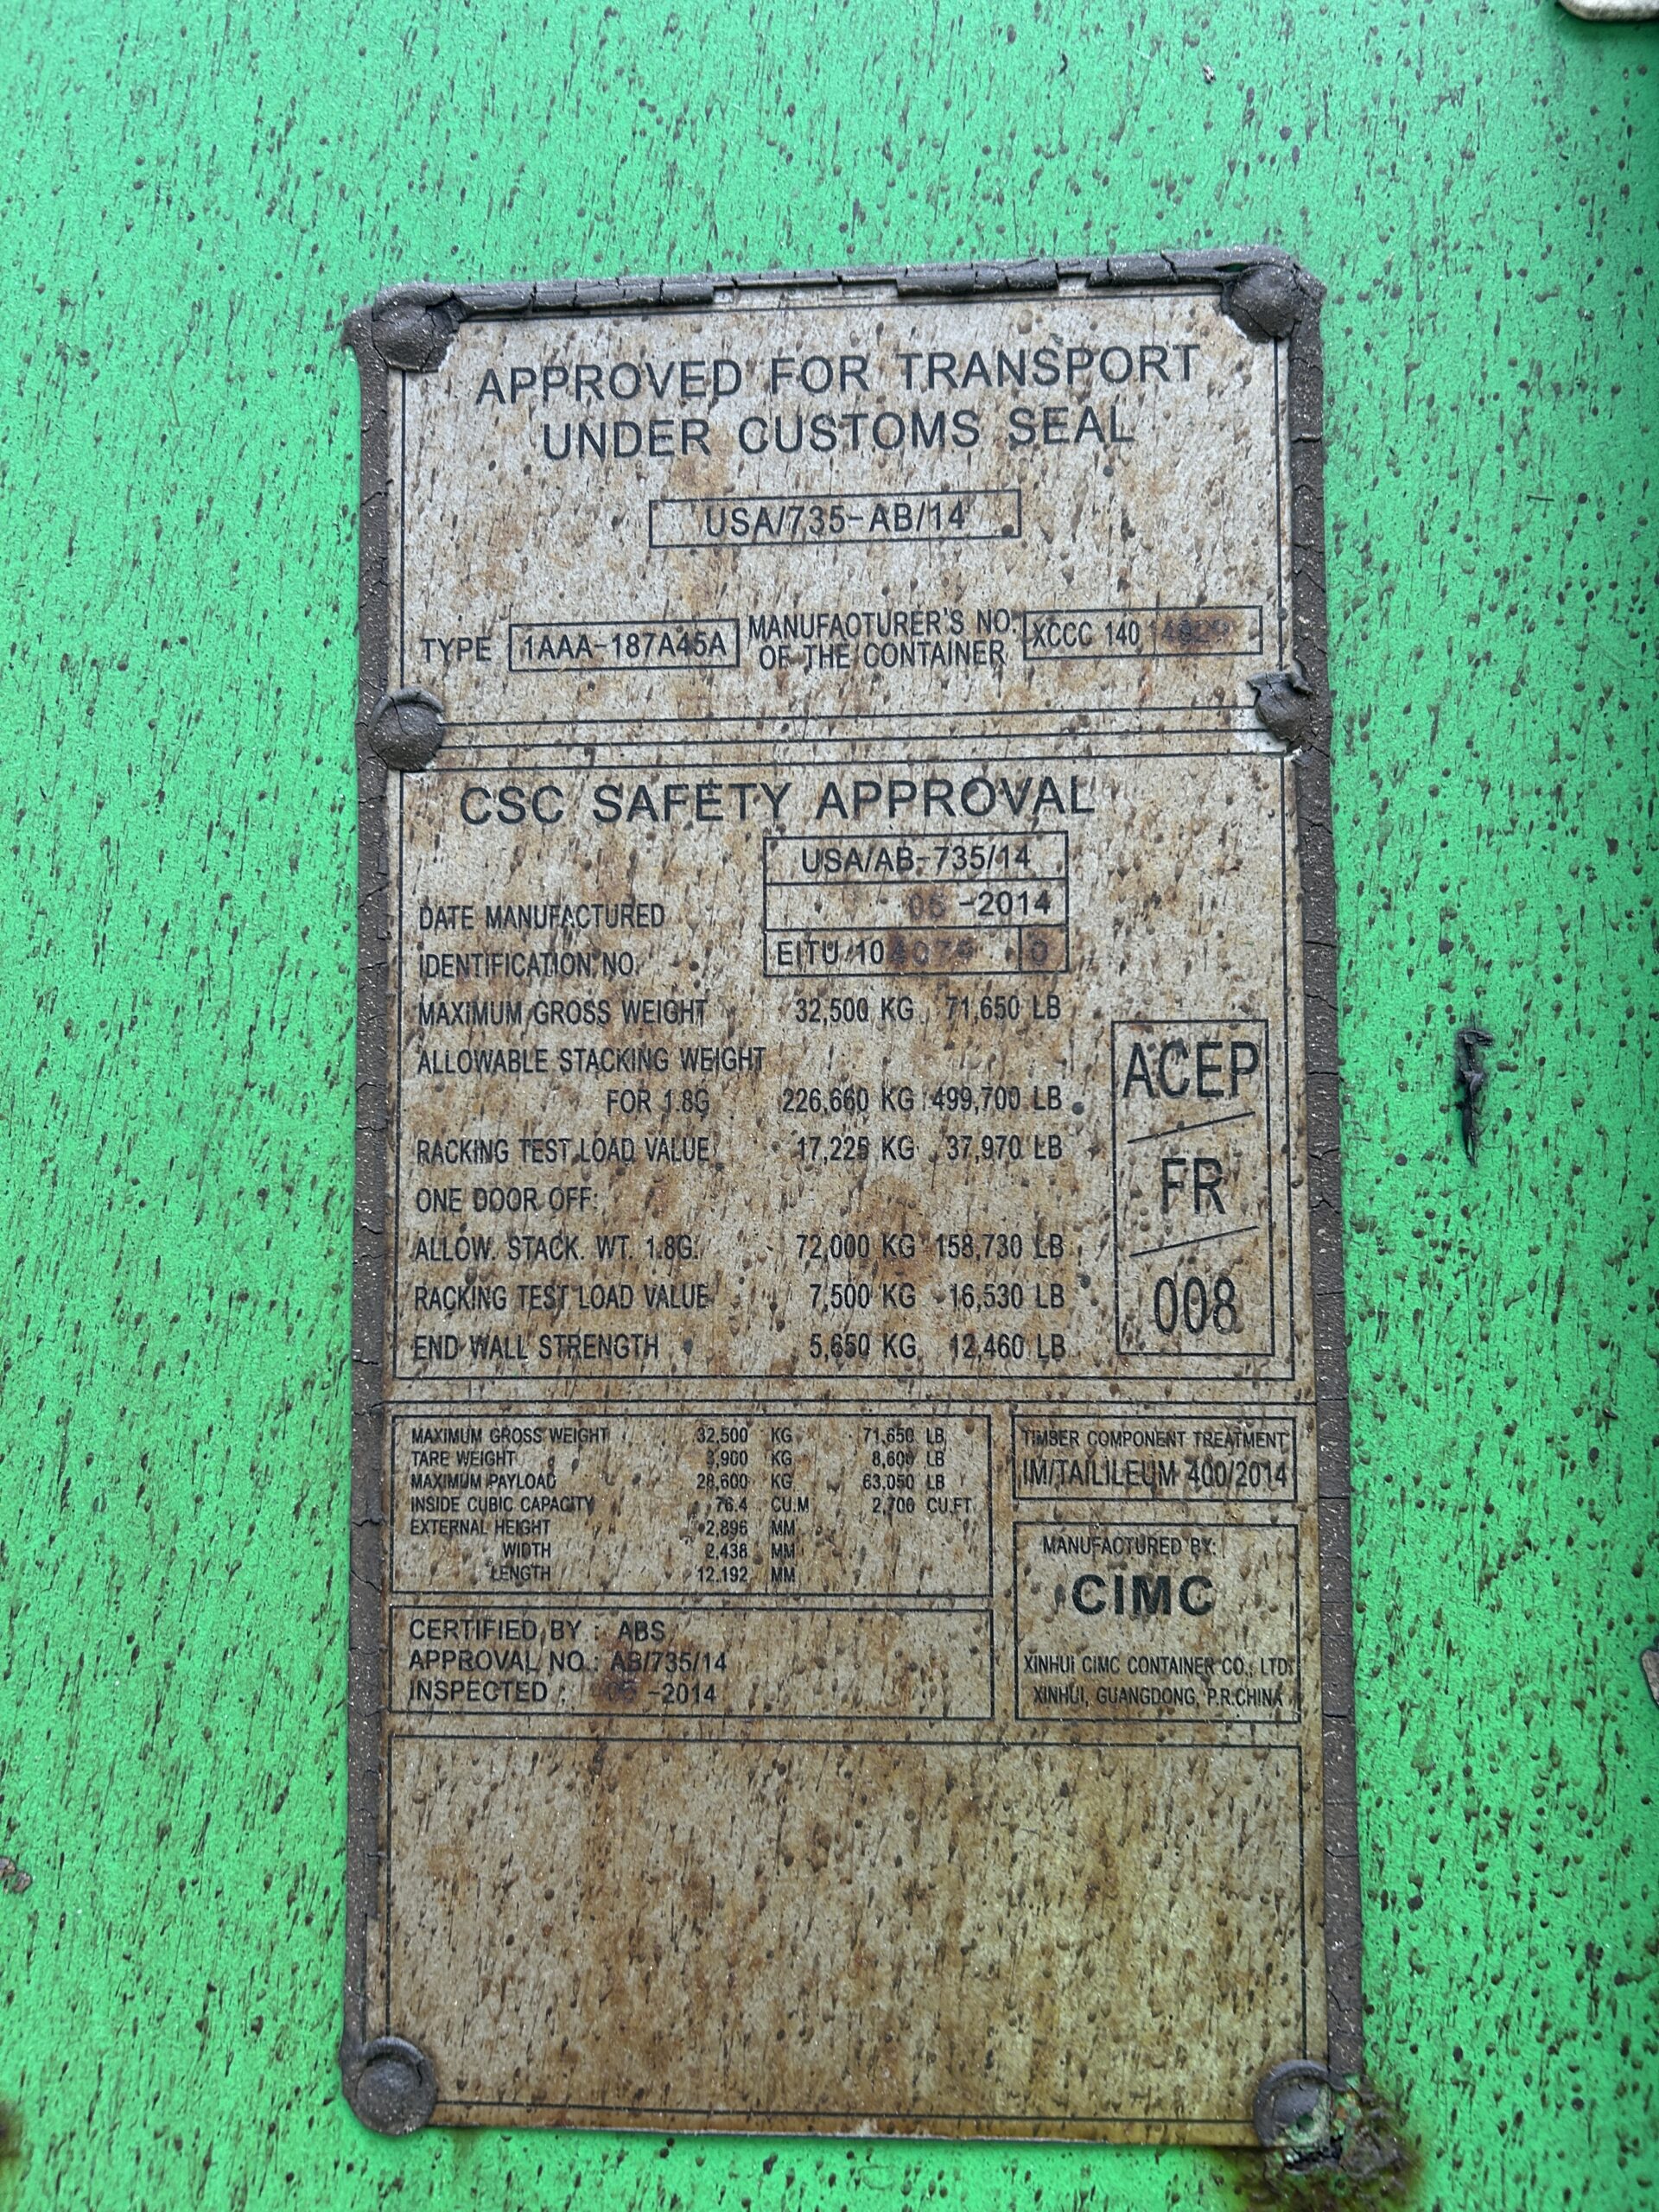 APPROVED FOR TRANSPORT
UNDER CUSTOMS SEAL
USA/735-AB/14
TYPE 1AAA-187A45A MANUFAOTURER'S NO. OF THE CONTAINER XCCC 140
CSC SAFETY APPROVAL
USA/AB-735/14
DATE MANUFACTURED 05 -2014
IDENTIFICATION NO. EITU 10
MAXIMUM GROSS WEIGHT 32,500 KG 71,650 LB
ALLOWABLE STACKING WEIGHT
FOR 1.8G 226,660 KG 499,700 LB
RACKING TEST LOAD VALUE 17,225 KG 37,970 LB
ONE DOOR OFF:
ALLOW. STACK. WT. 1.8G. 72,000 KG 158,730 LB
RACKING TEST LOAD VALUE 7,500 KG 16,530 LB
END WALL STRENGTH 5,650 KG 12,460 LB
ACEP
/
FR
/
008
MAXIMUM GROSS WEIGHT 32,500 KG 71,650 LB
TARE WEIGHT 3,900 KG 8,600 LB
MAXIMUM PAYLOAD 28,600 KG 63,050 LB
INSIDE CUBIC CAPACITY 76.4 CU.M 2,700 CU.FT
EXTERNAL HEIGHT 2,896 MM
WIDTH 2,438 MM
LENGTH 12,192 MM
TIMBER COMPONENT TREATMENT
IM/TAILILEUM 400/2014
MANUFACTURED BY:
CIMC
XINHUI CIMC CONTAINER CO., LTD.
XINHUI, GUANGDONG, P.R.CHINA
CERTIFIED BY : ABS
APPROVAL NO.: AB/735/14
INSPECTED : -2014